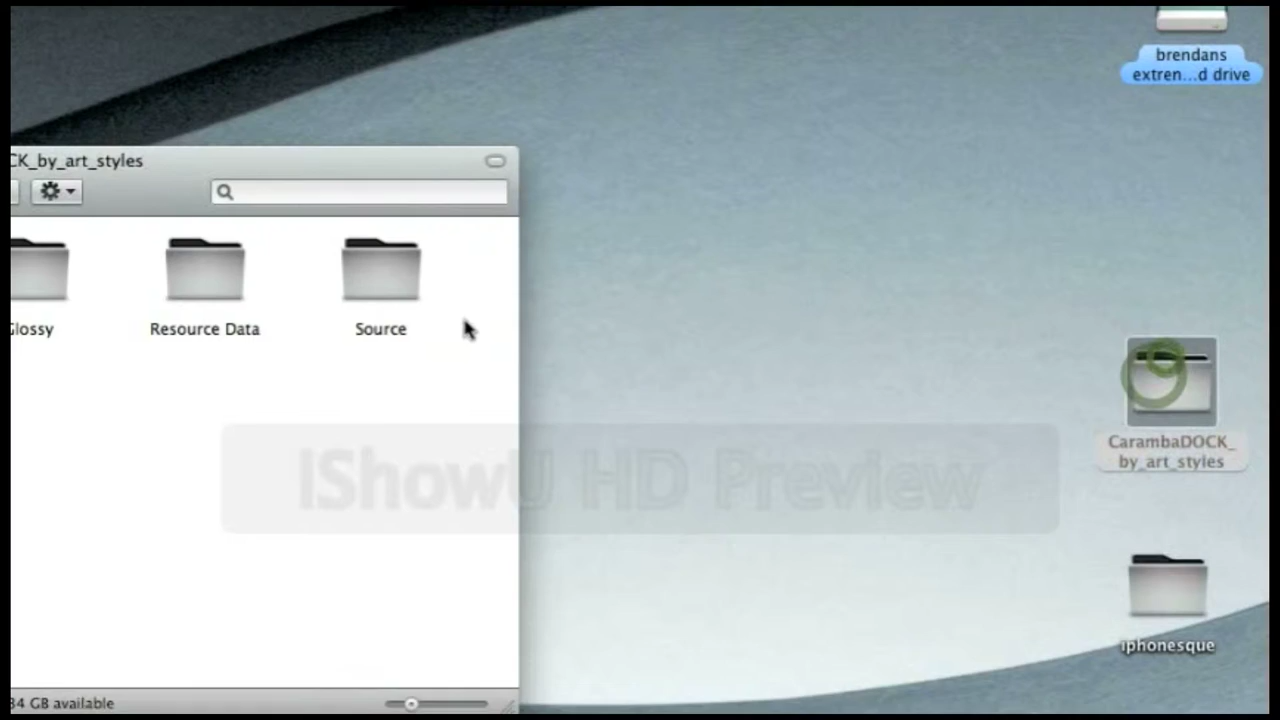 brendans
extren...d drive
CK_by_art_styles
Glossy
Resource Data
Source
CarambaDOCK_
by_art_styles
IShowU HD Preview
iphonesque
34 GB available